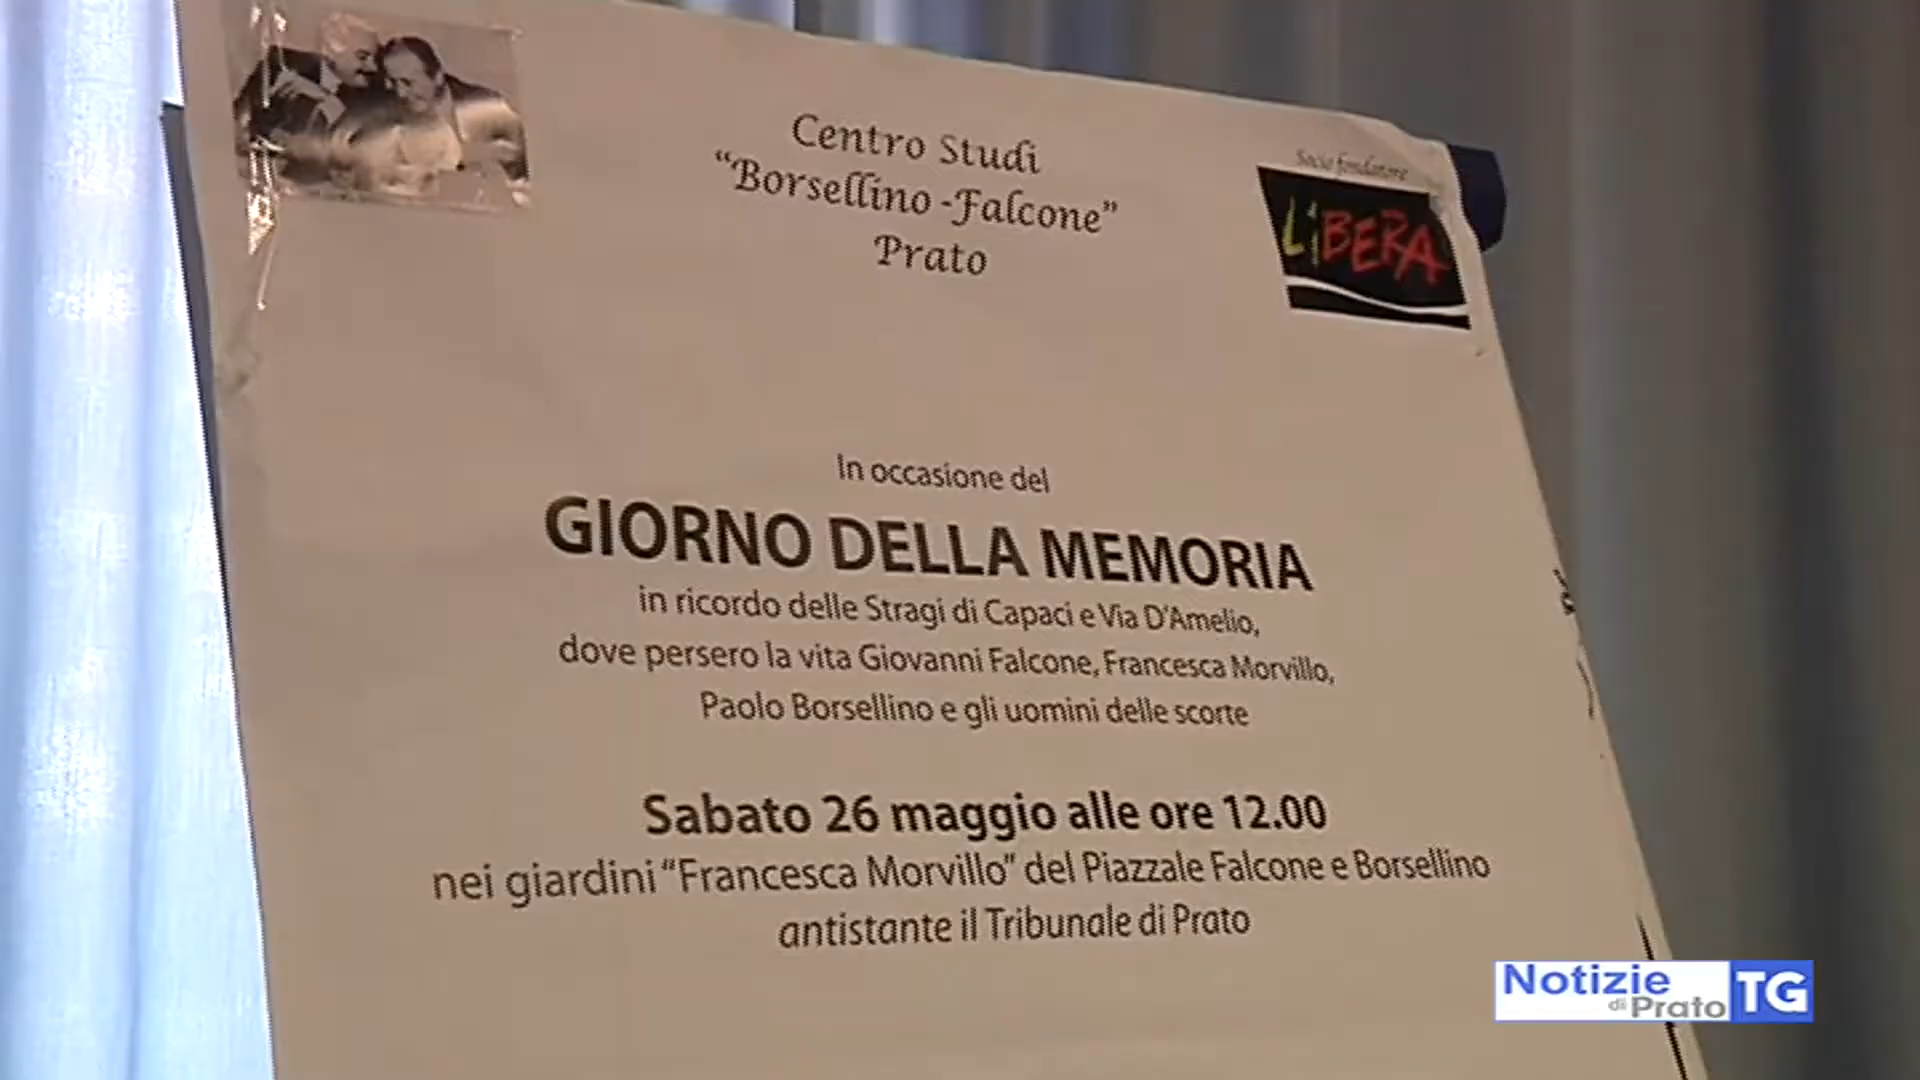 Centro Studi
“Borsellino -Falcone”
Prato
Socio fondatore
LiBERA
In occasione del
GIORNO DELLA MEMORIA
in ricordo delle Stragi di Capaci e Via D’Amelio,
dove persero la vita Giovanni Falcone, Francesca Morvillo,
Paolo Borsellino e gli uomini delle scorte
Sabato 26 maggio alle ore 12.00
nei giardini “Francesca Morvillo” del Piazzale Falcone e Borsellino
antistante il Tribunale di Prato
Notizie
di Prato TG